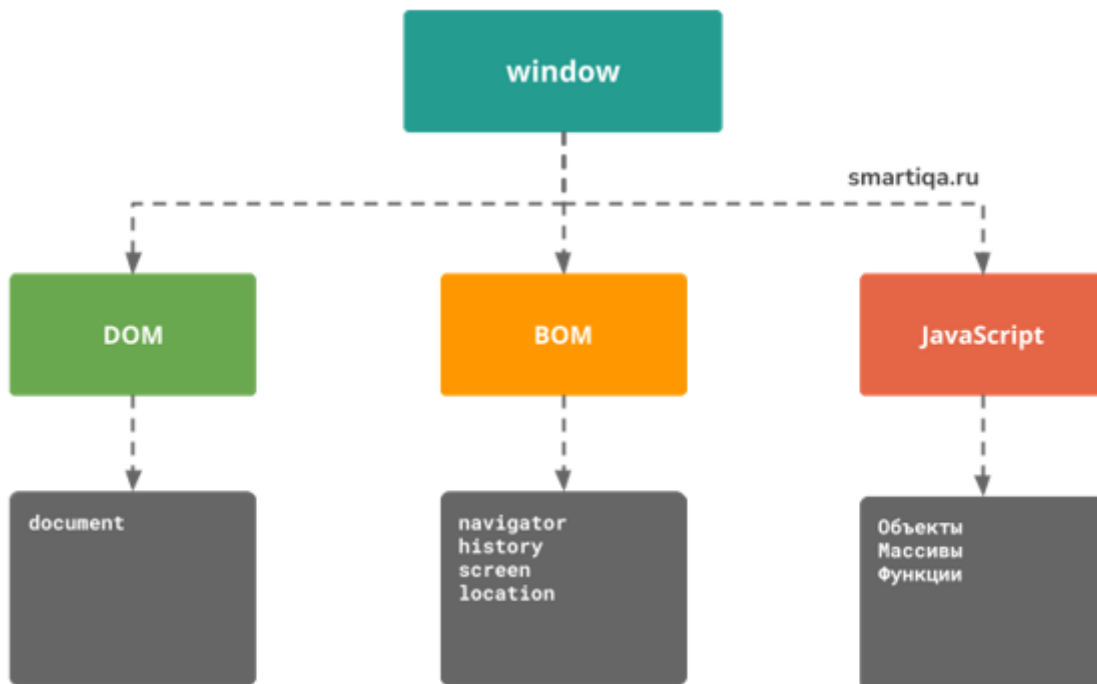 window
smartiqa.ru
DOM
BOM
JavaScript
document
navigator
history
screen
location
Объекты
Массивы
Функции